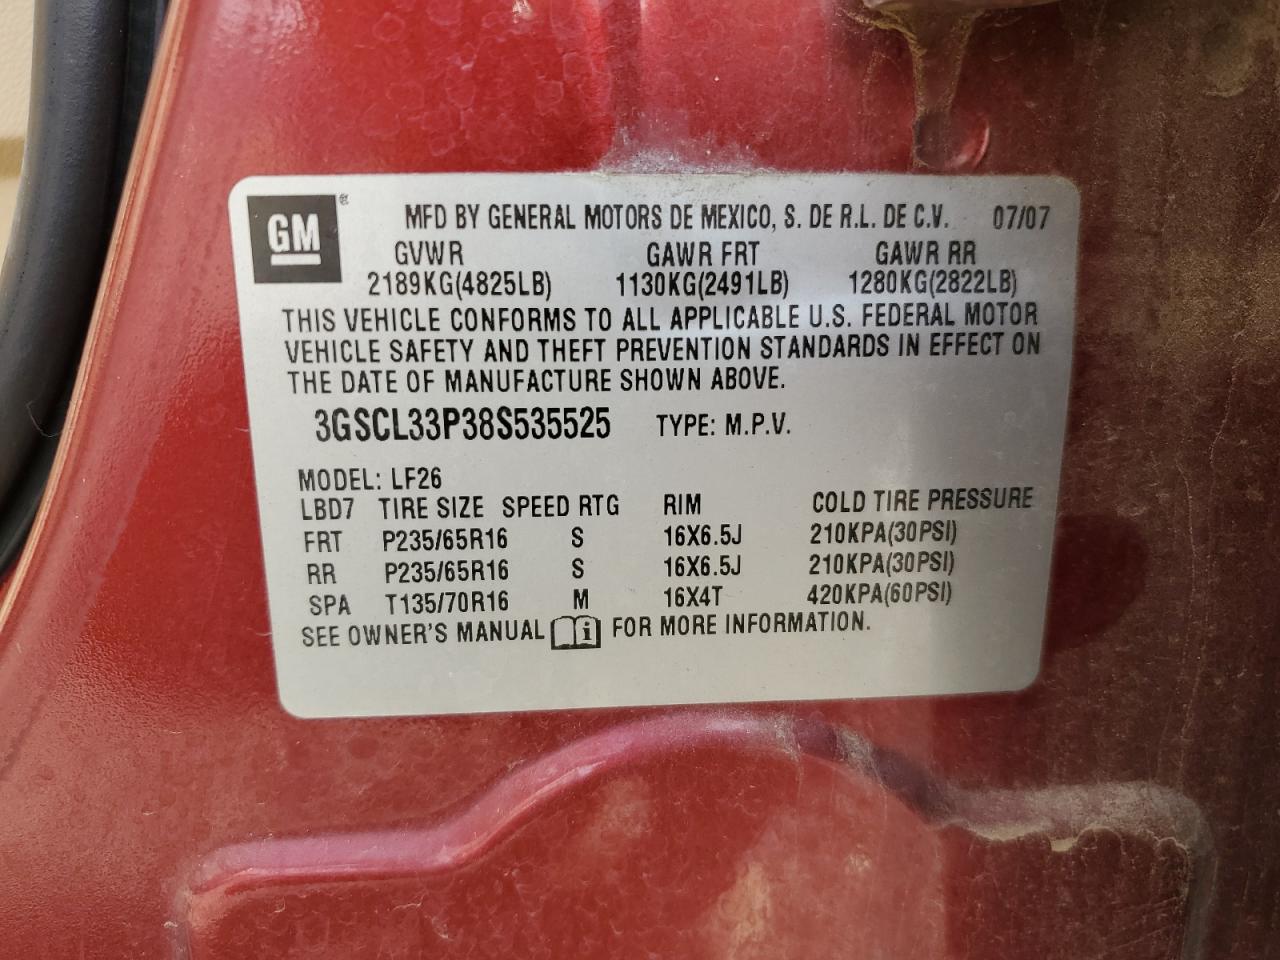 GM ® MFD BY GENERAL MOTORS DE MEXICO, S. DE R.L. DE C.V. 07/07
GVWR GAWR FRT GAWR RR
2189KG(4825LB) 1130KG(2491LB) 1280KG(2822LB)
THIS VEHICLE CONFORMS TO ALL APPLICABLE U.S. FEDERAL MOTOR
VEHICLE SAFETY AND THEFT PREVENTION STANDARDS IN EFFECT ON
THE DATE OF MANUFACTURE SHOWN ABOVE.
3GSCL33P38S535525 TYPE: M.P.V.
MODEL: LF26
LBD7 TIRE SIZE SPEED RTG RIM COLD TIRE PRESSURE
FRT P235/65R16 S 16X6.5J 210KPA(30PSI)
RR P235/65R16 S 16X6.5J 210KPA(30PSI)
SPA T135/70R16 M 16X4T 420KPA(60PSI)
SEE OWNER'S MANUAL i FOR MORE INFORMATION.